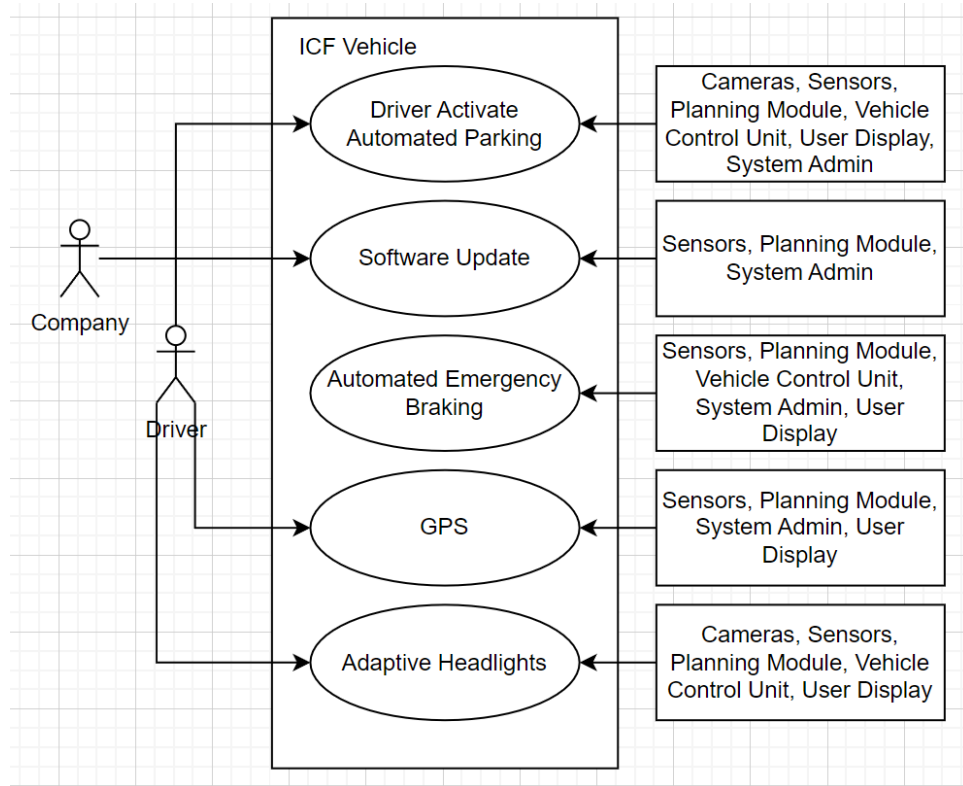 ICF Vehicle
Driver Activate
Automated Parking
Cameras, Sensors,
Planning Module, Vehicle
Control Unit, User Display,
System Admin
Software Update
Sensors, Planning Module,
System Admin
Company
Automated Emergency
Braking
Sensors, Planning Module,
Vehicle Control Unit,
System Admin, User
Display
Driver
GPS
Sensors, Planning Module,
System Admin, User
Display
Adaptive Headlights
Cameras, Sensors,
Planning Module, Vehicle
Control Unit, User Display